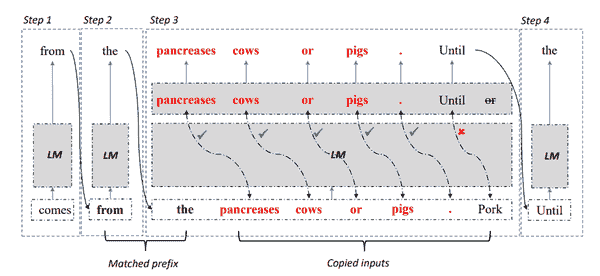 Step 1 Step 2 Step 3 Step 4
from the pancreases cows or pigs . Until the
pancreases cows or pigs . Until or
LM LM LM LM
comes from the pancreases cows or pigs . Pork Until
Matched prefix Copied inputs